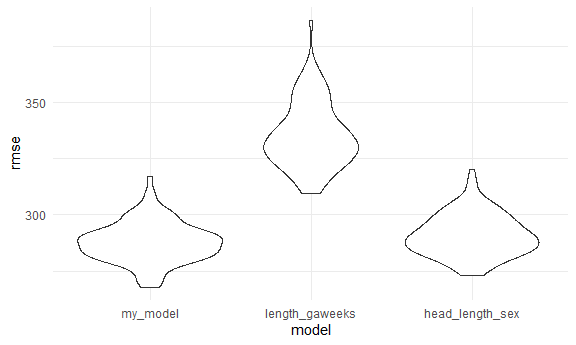 rmse
350
300
my_model
length_gaweeks
head_length_sex
model